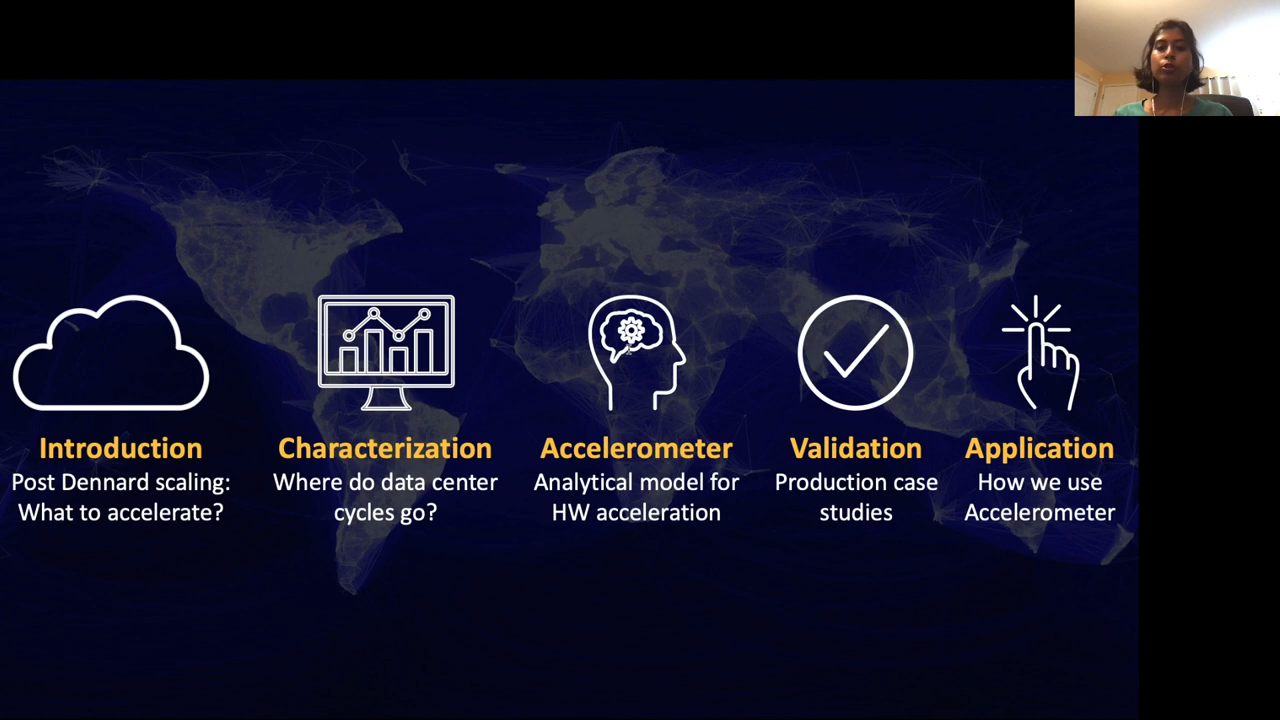 Introduction
Post Dennard scaling:
What to accelerate?
Characterization
Where do data center
cycles go?
Accelerometer
Analytical model for
HW acceleration
Validation
Production case
studies
Application
How we use
Accelerometer